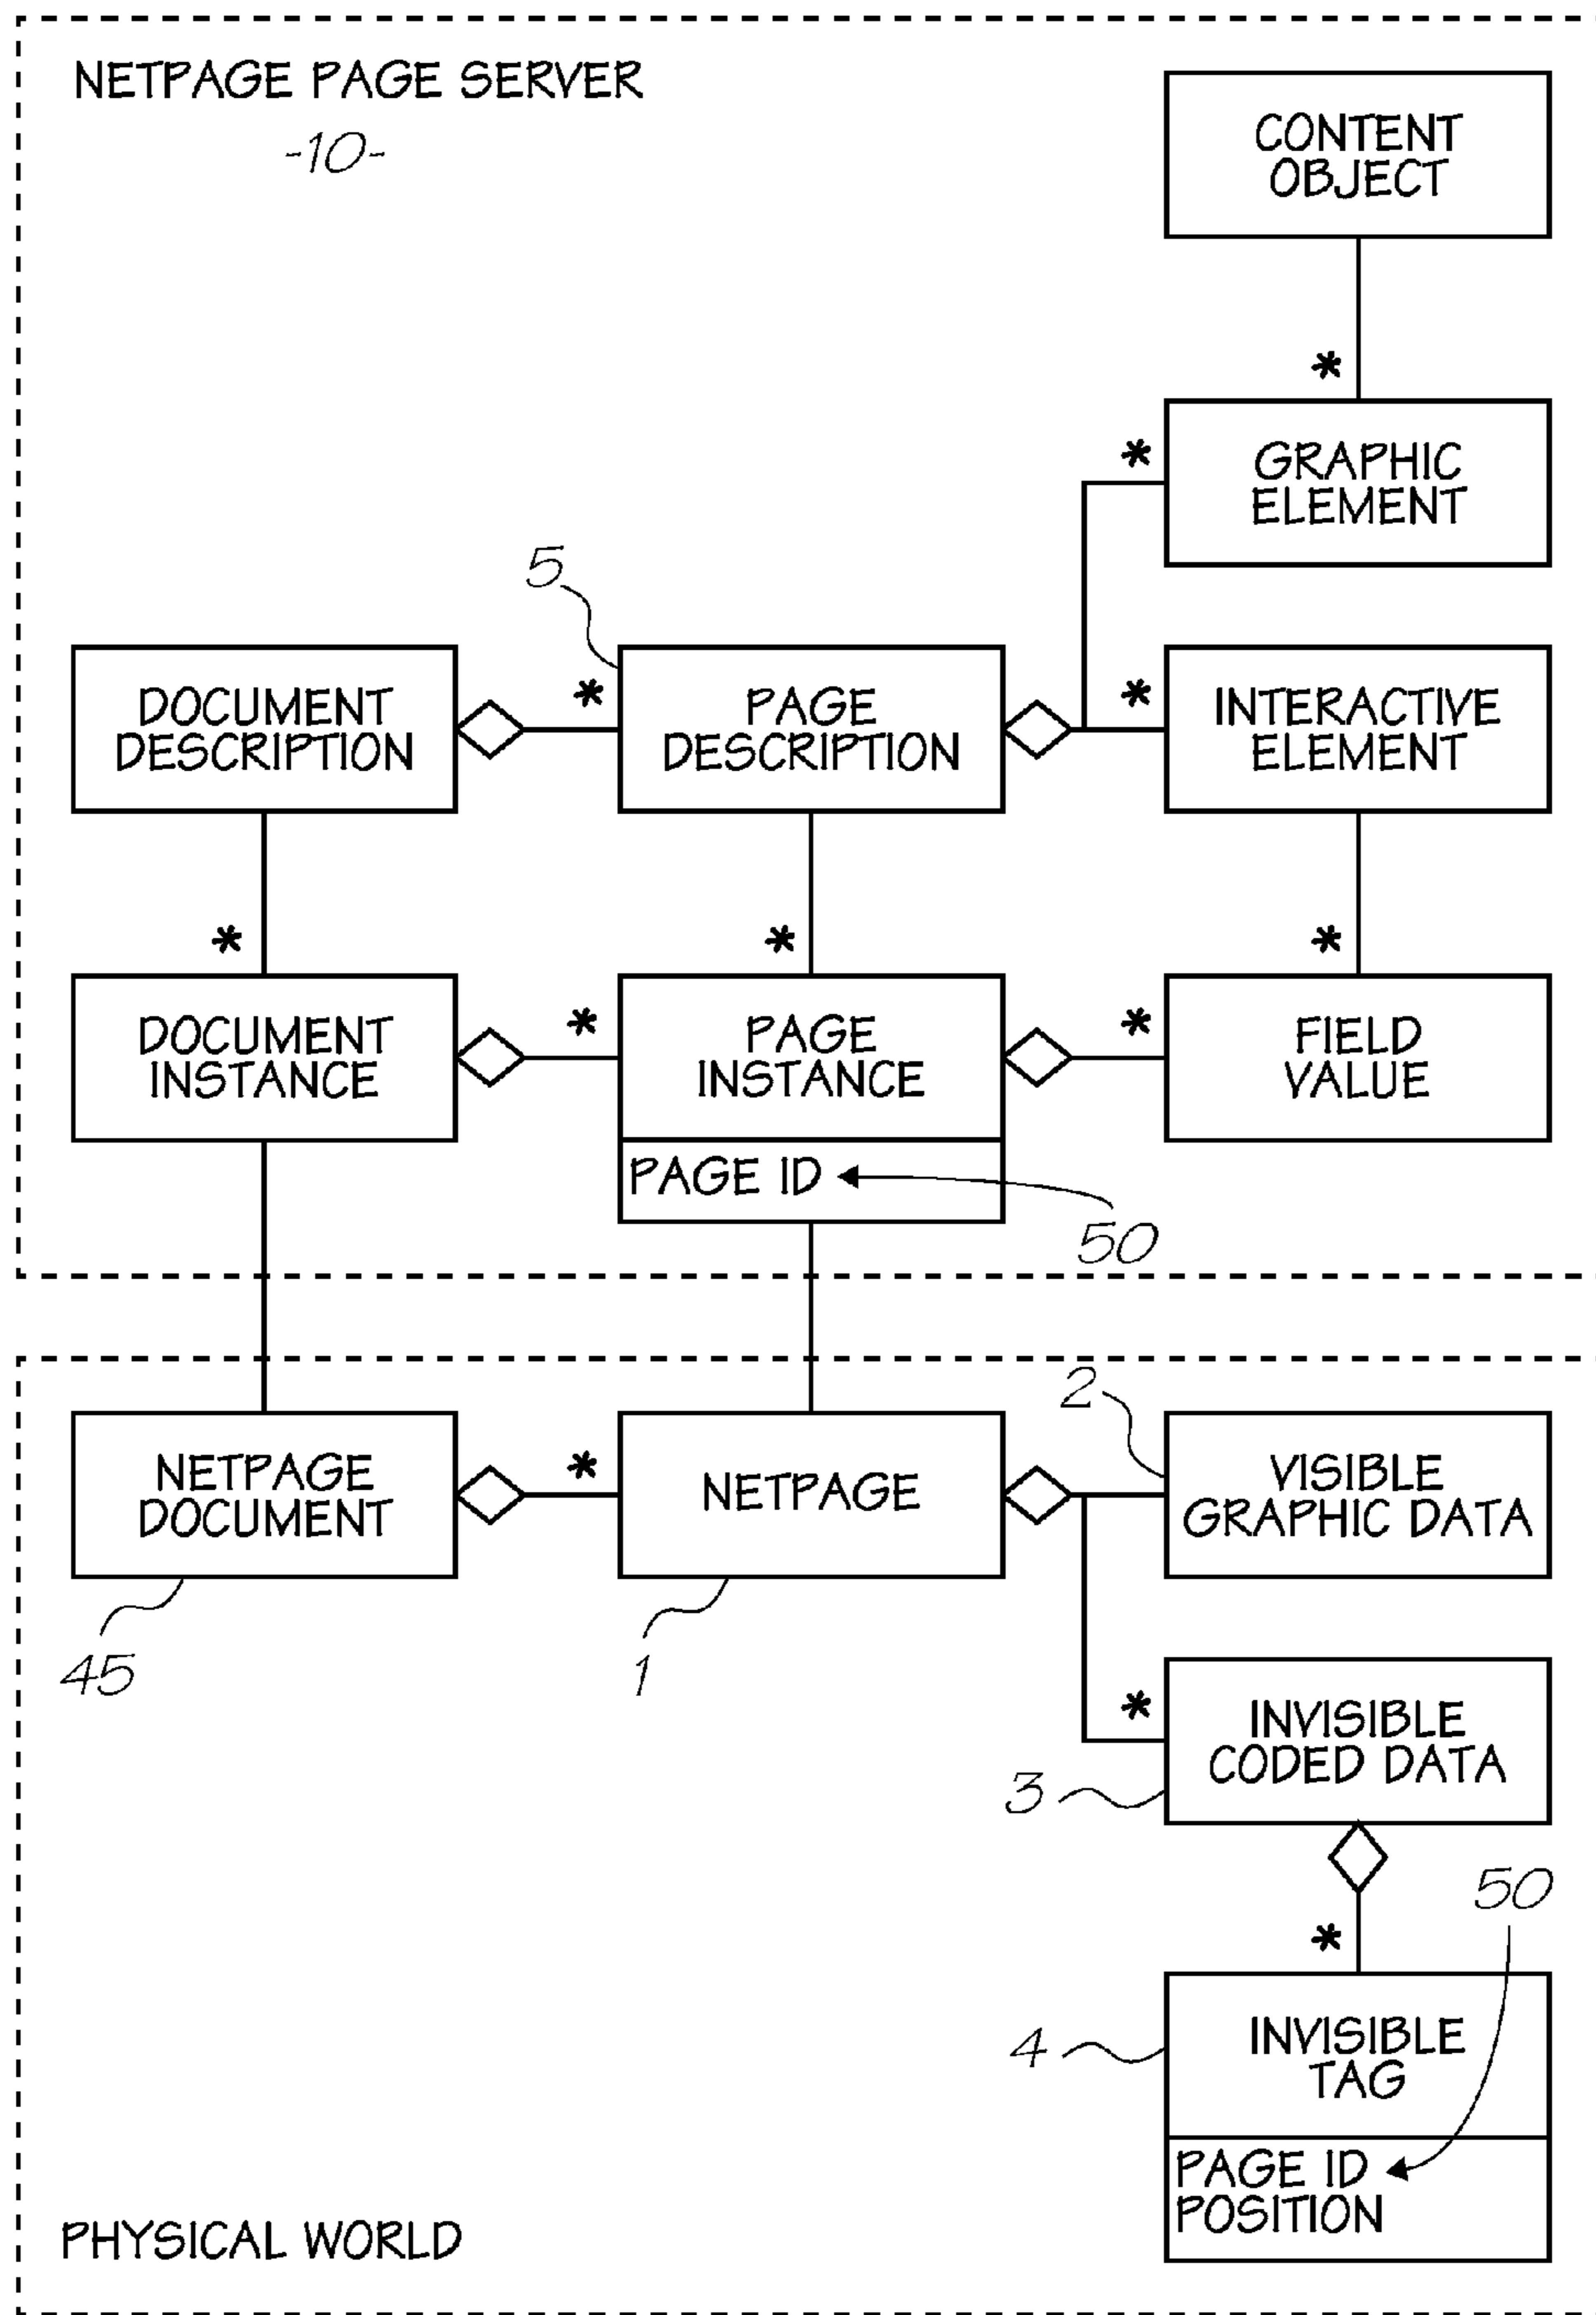 NETPAGE PAGE SERVER
-10-
CONTENT
OBJECT
*
*
GRAPHIC
ELEMENT
5
DOCUMENT
DESCRIPTION
*
PAGE
DESCRIPTION
*
INTERACTIVE
ELEMENT
*
*
*
DOCUMENT
INSTANCE
*
PAGE
INSTANCE
*
FIELD
VALUE
PAGE ID
50
2
NETPAGE
DOCUMENT
*
NETPAGE
VISIBLE
GRAPHIC DATA
45
1
*
INVISIBLE
CODED DATA
3
50
*
4
INVISIBLE
TAG
PAGE ID
POSITION
PHYSICAL WORLD